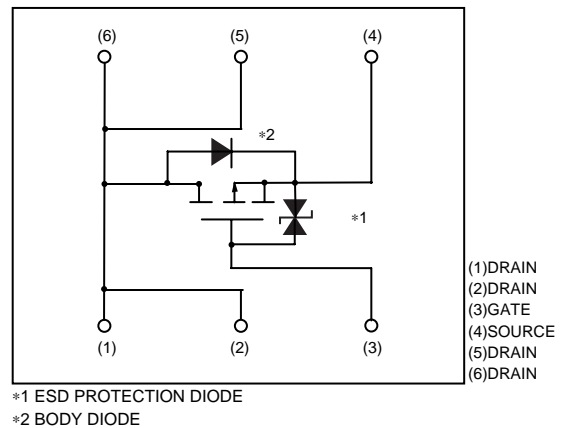 (6) (5) (4)
∗2
∗1
(1) (2) (3)
(1)DRAIN
(2)DRAIN
(3)GATE
(4)SOURCE
(5)DRAIN
(6)DRAIN
∗1 ESD PROTECTION DIODE
∗2 BODY DIODE